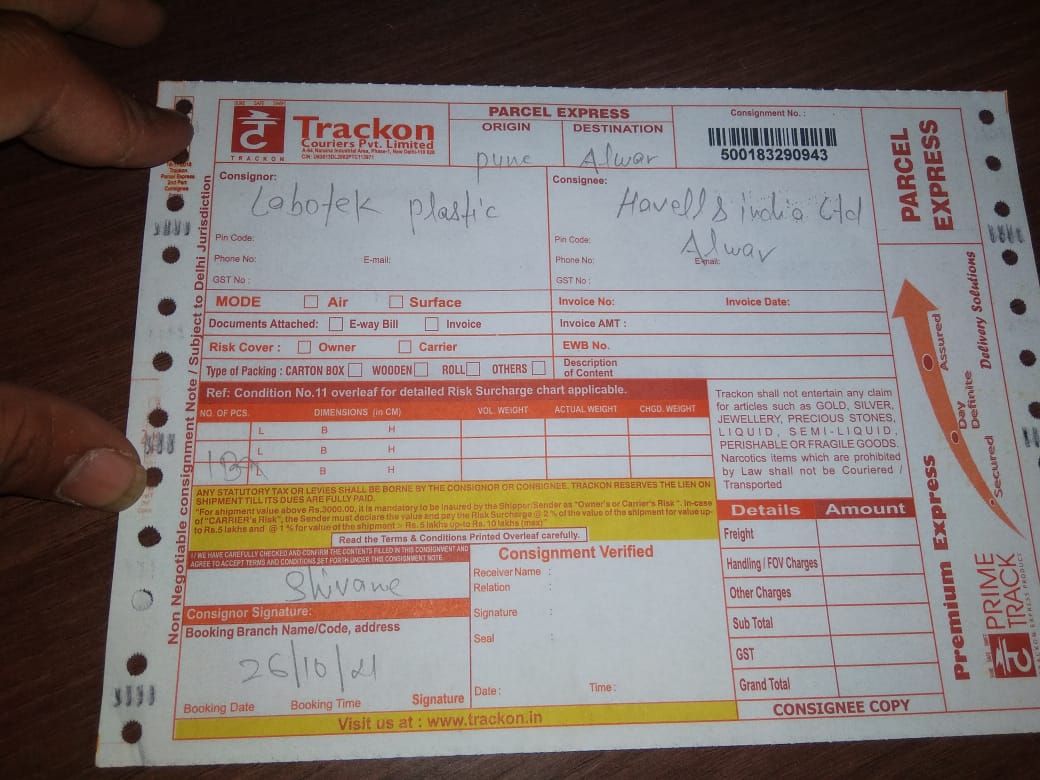 SURE SAFE SWIFT
TRACKON
Trackon
Couriers Pvt. Limited
A-64, Naraina Industrial Area, Phase-1, New Delhi-110 028
PARCEL EXPRESS
ORIGIN
pune
DESTINATION
Alwar
Consignment No. :
500183290943
PARCEL
EXPRESS
Consignor:
Labotek plastic
Pin Code:
Phone No:
E-mail:
GST No :
Consignee:
Havells india Ltd
Alwar
Pin Code:
Phone No:
E-mail:
GST No:
MODE Air Surface
Invoice No: Invoice Date:
Documents Attached: E-way Bill Invoice
Invoice AMT :
Risk Cover : Owner Carrier
EWB No.
Type of Packing : CARTON BOX WOODEN ROLL OTHERS
Description
of Content
Ref: Condition No.11 overleaf for detailed Risk Surcharge chart applicable.
NO. OF PCS. DIMENSIONS (in CM) VOL. WEIGHT ACTUAL WEIGHT CHGD. WEIGHT
L B H
L B H
L B H
Trackon shall not entertain any claim
for articles such as GOLD, SILVER,
JEWELLERY, PRECIOUS STONES,
LIQUID, SEMI-LIQUID,
PERISHABLE OR FRAGILE GOODS.
Narcotics items which are prohibited
by Law shall not be Couriered /
Transported
ANY STATUTORY TAX OR LEVIES SHALL BE BORNE BY THE CONSIGNOR OR CONSIGNEE. TRACKON RESERVES THE LIEN ON
SHIPMENT TILL ITS DUES ARE FULLY PAID.
"For shipment value above Rs.3000.00, it is mandatory to be insured by the Shipper/Sender as "Owner's or Carrier's Risk". In-case
of "CARRIER's Risk", the Sender must declare the value and pay the Risk Surcharge @ 2 % of the value of the shipment for value up-
to Rs.5 lakhs and @ 1 % for value of the shipment :- Rs. 5 lakhs up-to Rs. 10 lakhs (max)"
Read the Terms & Conditions Printed Overleaf carefully.
I / WE HAVE CAREFULLY CHECKED AND CONFIRM THE CONTENTS FILLED IN THIS CONSIGNMENT AND
AGREE TO ACCEPT TERMS AND CONDITIONS SET FORTH UNDER THIS CONSIGNMENT NOTE.
Shivane
Consignor Signature:
Booking Branch Name/Code, address
26/10/21
Booking Date Booking Time Signature
Consignment Verified
Receiver Name :
Relation :
Signature :
Seal :
Date : Time :
Details Amount
Freight
Handling / FOV Charges
Other Charges
Sub Total
GST
Grand Total
Visit us at : www.trackon.in
CONSIGNEE COPY
Non Negotiable consignment Note / Subject to Delhi Jurisdiction
Premium Express
Secured
Day Definite
Assured
Delivery Solutions
PRIME
TRACK